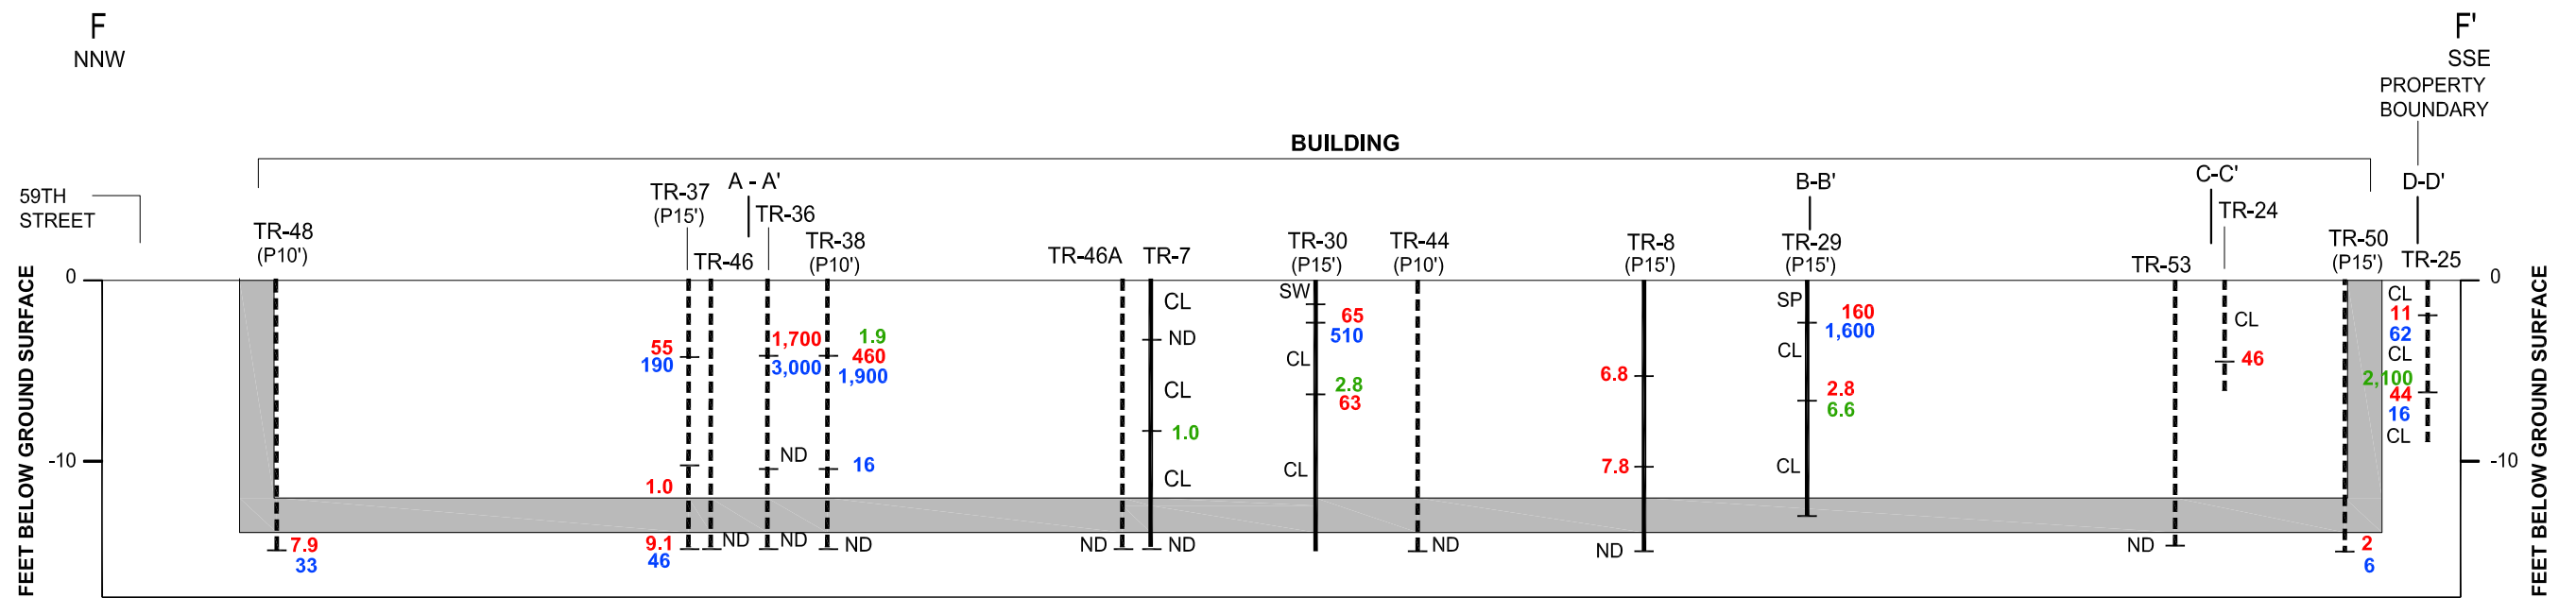 F
NNW
F'
SSE
PROPERTY
BOUNDARY
BUILDING
59TH
STREET
TR-48
(P10')
TR-37
(P15')
A - A'
TR-46
TR-36
TR-38
(P10')
TR-46A
TR-7
TR-30
(P15')
TR-44
(P10')
TR-8
(P15')
B-B'
TR-29
(P15')
TR-53
C-C'
TR-24
TR-50
(P15')
D-D'
TR-25
FEET BELOW GROUND SURFACE
0
-10
7.9
33
55
190
1.0
9.1
46
ND
1,700
3,000
ND
ND
1.9
460
1,900
16
ND
ND
CL
ND
CL
1.0
CL
ND
SW
65
510
CL
2.8
63
CL
ND
6.8
7.8
ND
SP
160
1,600
CL
2.8
6.6
CL
ND
CL
46
2
6
CL
11
62
CL
2,100
44
16
CL
0
-10
FEET BELOW GROUND SURFACE